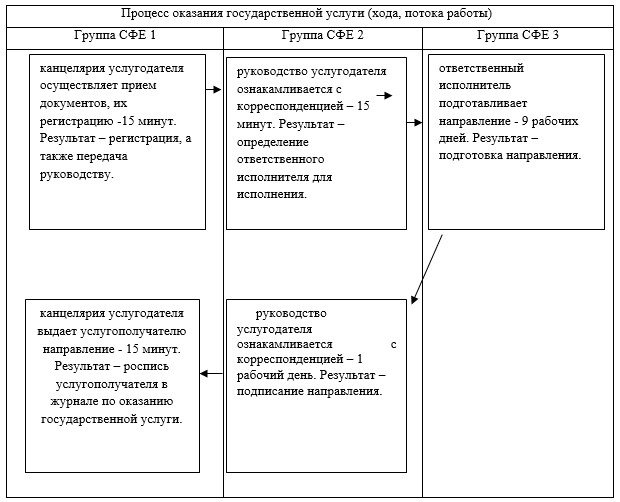 Процесс оказания государственной услуги (хода, потока работы)
Группа СФЕ 1
Группа СФЕ 2
Группа СФЕ 3
канцелярия услугодателя
осуществляет прием
документов, их
регистрацию -15 минут.
Результат – регистрация, а
также передача
руководству.
руководство услугодателя
ознакамливается с
корреспонденцией – 15
минут. Результат –
определение
ответственного
исполнителя для
исполнения.
ответственный
исполнитель
подготавливает
направление - 9 рабочих
дней. Результат –
подготовка направления.
руководство
услугодателя
ознакамливается с
корреспонденцией – 1
рабочий день. Результат –
подписание направления.
канцелярия услугодателя
выдает услугополучателю
направление - 15 минут.
Результат – роспись
услугополучателя в
журнале по оказанию
государственной услуги.